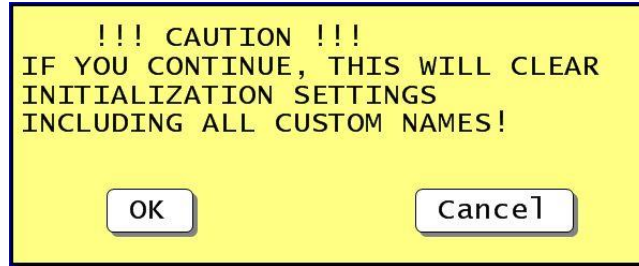 !!! CAUTION !!!
IF YOU CONTINUE, THIS WILL CLEAR
INITIALIZATION SETTINGS
INCLUDING ALL CUSTOM NAMES!
OK Cancel